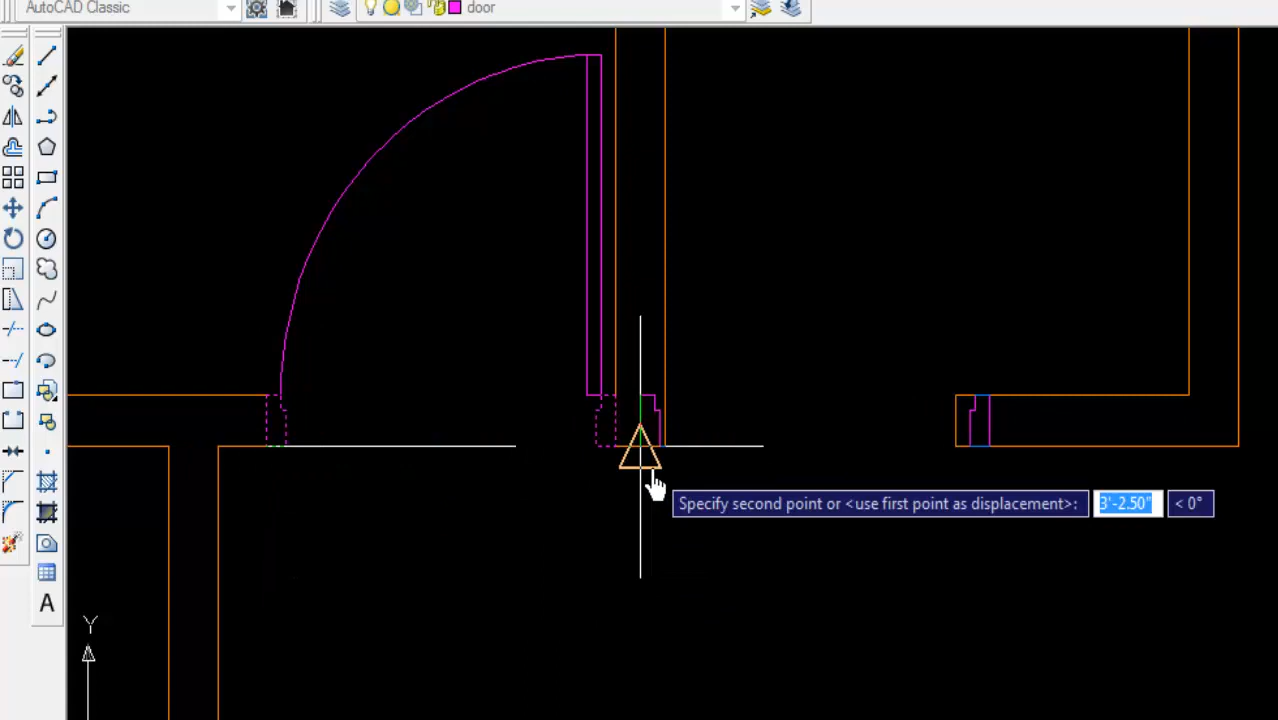 AutoCAD Classic
door
Specify second point or <use first point as displacement>: 3'-2.50" < 0°
A
Y